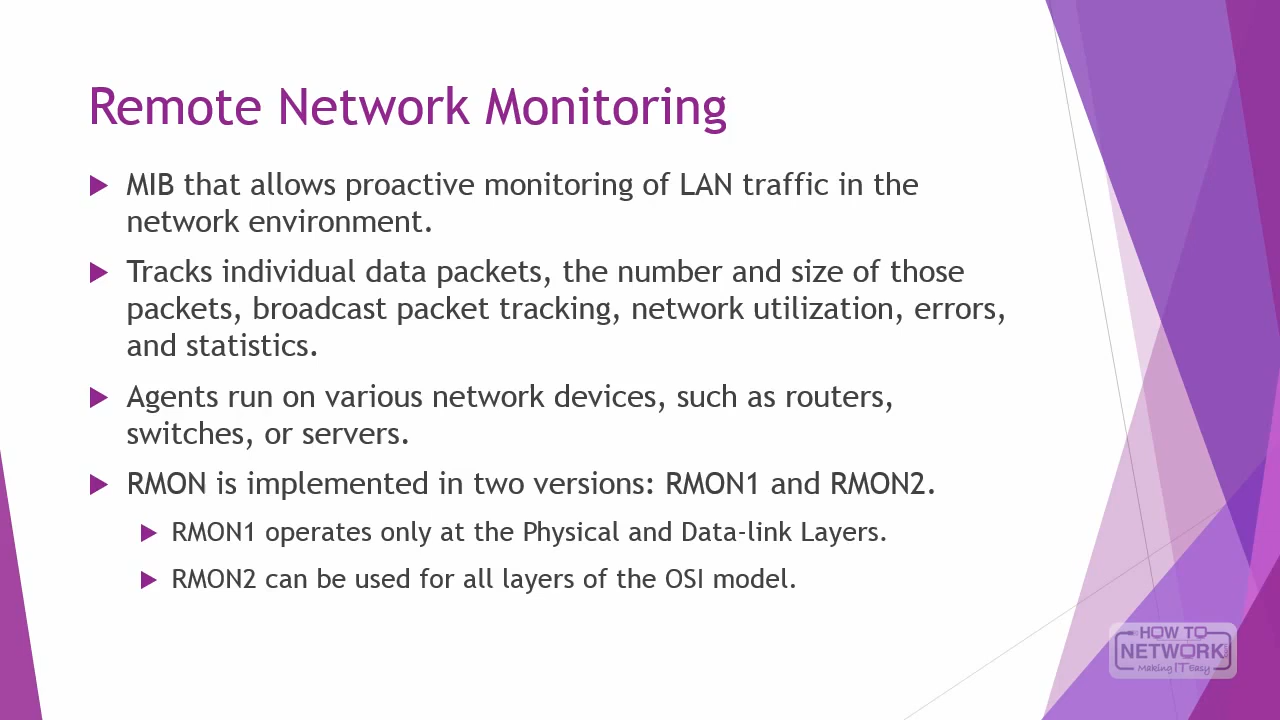 Remote Network Monitoring
MIB that allows proactive monitoring of LAN traffic in the
network environment.
Tracks individual data packets, the number and size of those
packets, broadcast packet tracking, network utilization, errors,
and statistics.
Agents run on various network devices, such as routers,
switches, or servers.
RMON is implemented in two versions: RMON1 and RMON2.
RMON1 operates only at the Physical and Data-link Layers.
RMON2 can be used for all layers of the OSI model.
HOW TO
NETWORK
Making IT Easy